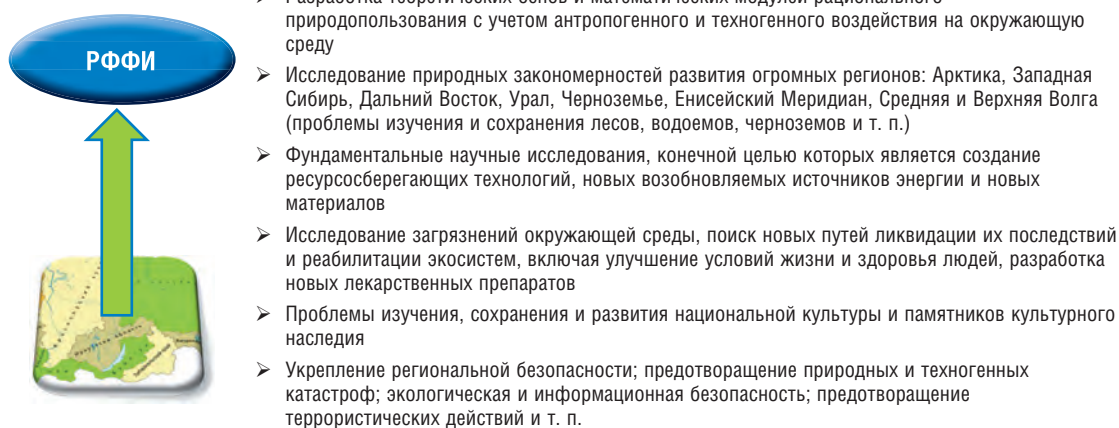 РФФИ
➢ Разработка теоретических основ и математических модулей рационального
природопользования с учетом антропогенного и техногенного воздействия на окружающую
среду
➢ Исследование природных закономерностей развития огромных регионов: Арктика, Западная
Сибирь, Дальний Восток, Урал, Черноземье, Енисейский Меридиан, Средняя и Верхняя Волга
(проблемы изучения и сохранения лесов, водоемов, черноземов и т. п.)
➢ Фундаментальные научные исследования, конечной целью которых является создание
ресурсосберегающих технологий, новых возобновляемых источников энергии и новых
материалов
➢ Исследование загрязнений окружающей среды, поиск новых путей ликвидации их последствий
и реабилитации экосистем, включая улучшение условий жизни и здоровья людей, разработка
новых лекарственных препаратов
➢ Проблемы изучения, сохранения и развития национальной культуры и памятников культурного
наследия
➢ Укрепление региональной безопасности; предотвращение природных и техногенных
катастроф; экологическая и информационная безопасность; предотвращение
террористических действий и т. п.